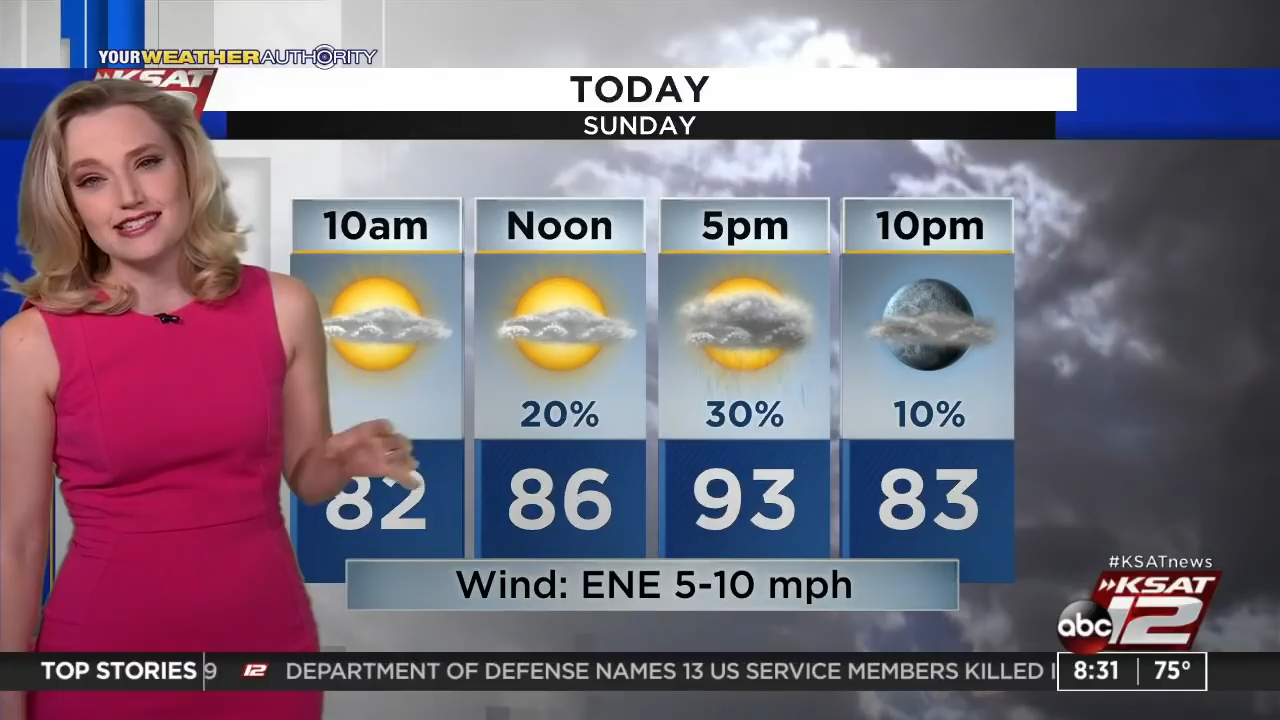 YOURWEATHERAUTHORITY
KSAT
TODAY
SUNDAY
10am
Noon
5pm
10pm
20%
30%
10%
82
86
93
83
Wind: ENE 5-10 mph
#KSATnews
KSAT
abc 12
TOP STORIES 9 12 DEPARTMENT OF DEFENSE NAMES 13 US SERVICE MEMBERS KILLED I 8:31 75°